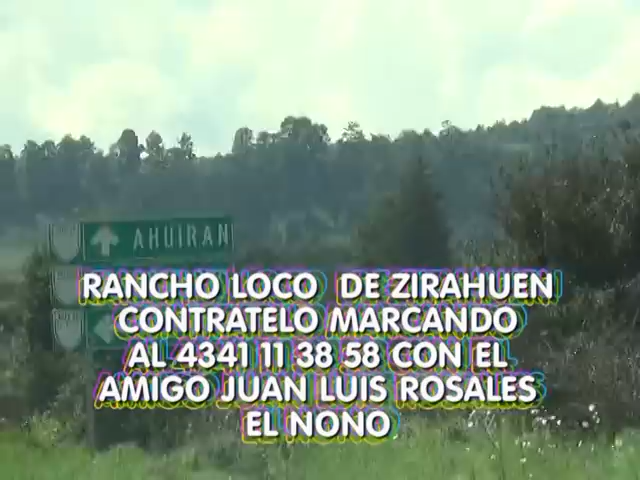 AHUIRAN
RANCHO LOCO DE ZIRAHUEN
CONTRATELO MARCANDO
AL 4341 11 38 58 CON EL
AMIGO JUAN LUIS ROSALES
EL NONO